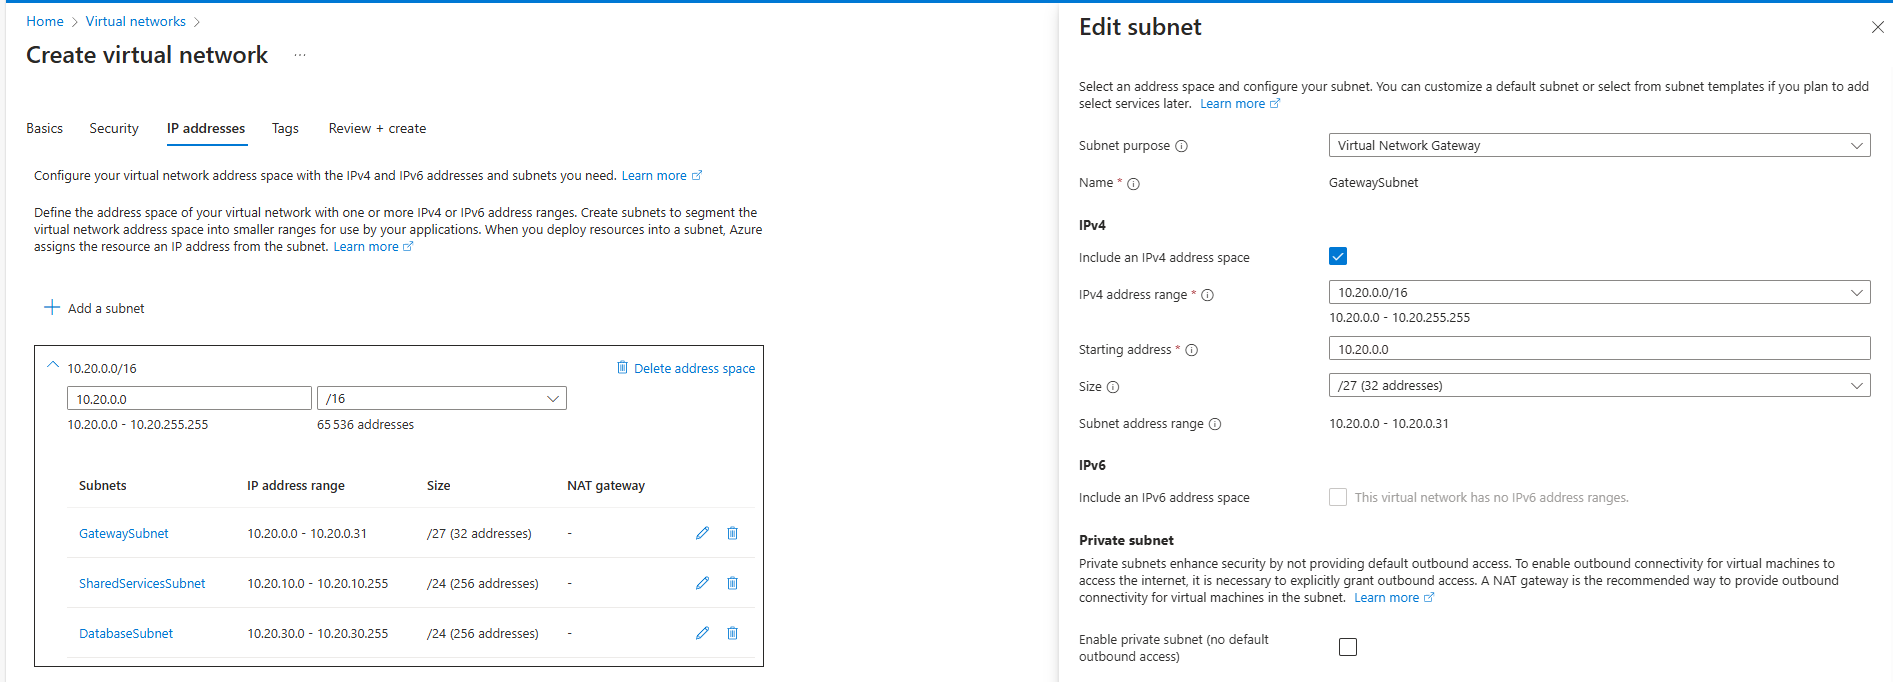 Home > Virtual networks >
Create virtual network ...
Basics Security IP addresses Tags Review + create
Configure your virtual network address space with the IPv4 and IPv6 addresses and subnets you need. Learn more
Define the address space of your virtual network with one or more IPv4 or IPv6 address ranges. Create subnets to segment the
virtual network address space into smaller ranges for use by your applications. When you deploy resources into a subnet, Azure
assigns the resource an IP address from the subnet. Learn more
+ Add a subnet
10.20.0.0/16 Delete address space
10.20.0.0 /16
10.20.0.0 - 10.20.255.255 65 536 addresses
Subnets IP address range Size NAT gateway
GatewaySubnet 10.20.0.0 - 10.20.0.31 /27 (32 addresses) -
SharedServicesSubnet 10.20.10.0 - 10.20.10.255 /24 (256 addresses) -
DatabaseSubnet 10.20.30.0 - 10.20.30.255 /24 (256 addresses) -
Edit subnet
Select an address space and configure your subnet. You can customize a default subnet or select from subnet templates if you plan to add
select services later. Learn more
Subnet purpose Virtual Network Gateway
Name * GatewaySubnet
IPv4
Include an IPv4 address space
IPv4 address range * 10.20.0.0/16
10.20.0.0 - 10.20.255.255
Starting address * 10.20.0.0
Size /27 (32 addresses)
Subnet address range 10.20.0.0 - 10.20.0.31
IPv6
Include an IPv6 address space This virtual network has no IPv6 address ranges.
Private subnet
Private subnets enhance security by not providing default outbound access. To enable outbound connectivity for virtual machines to
access the internet, it is necessary to explicitly grant outbound access. A NAT gateway is the recommended way to provide outbound
connectivity for virtual machines in the subnet. Learn more
Enable private subnet (no default
outbound access)